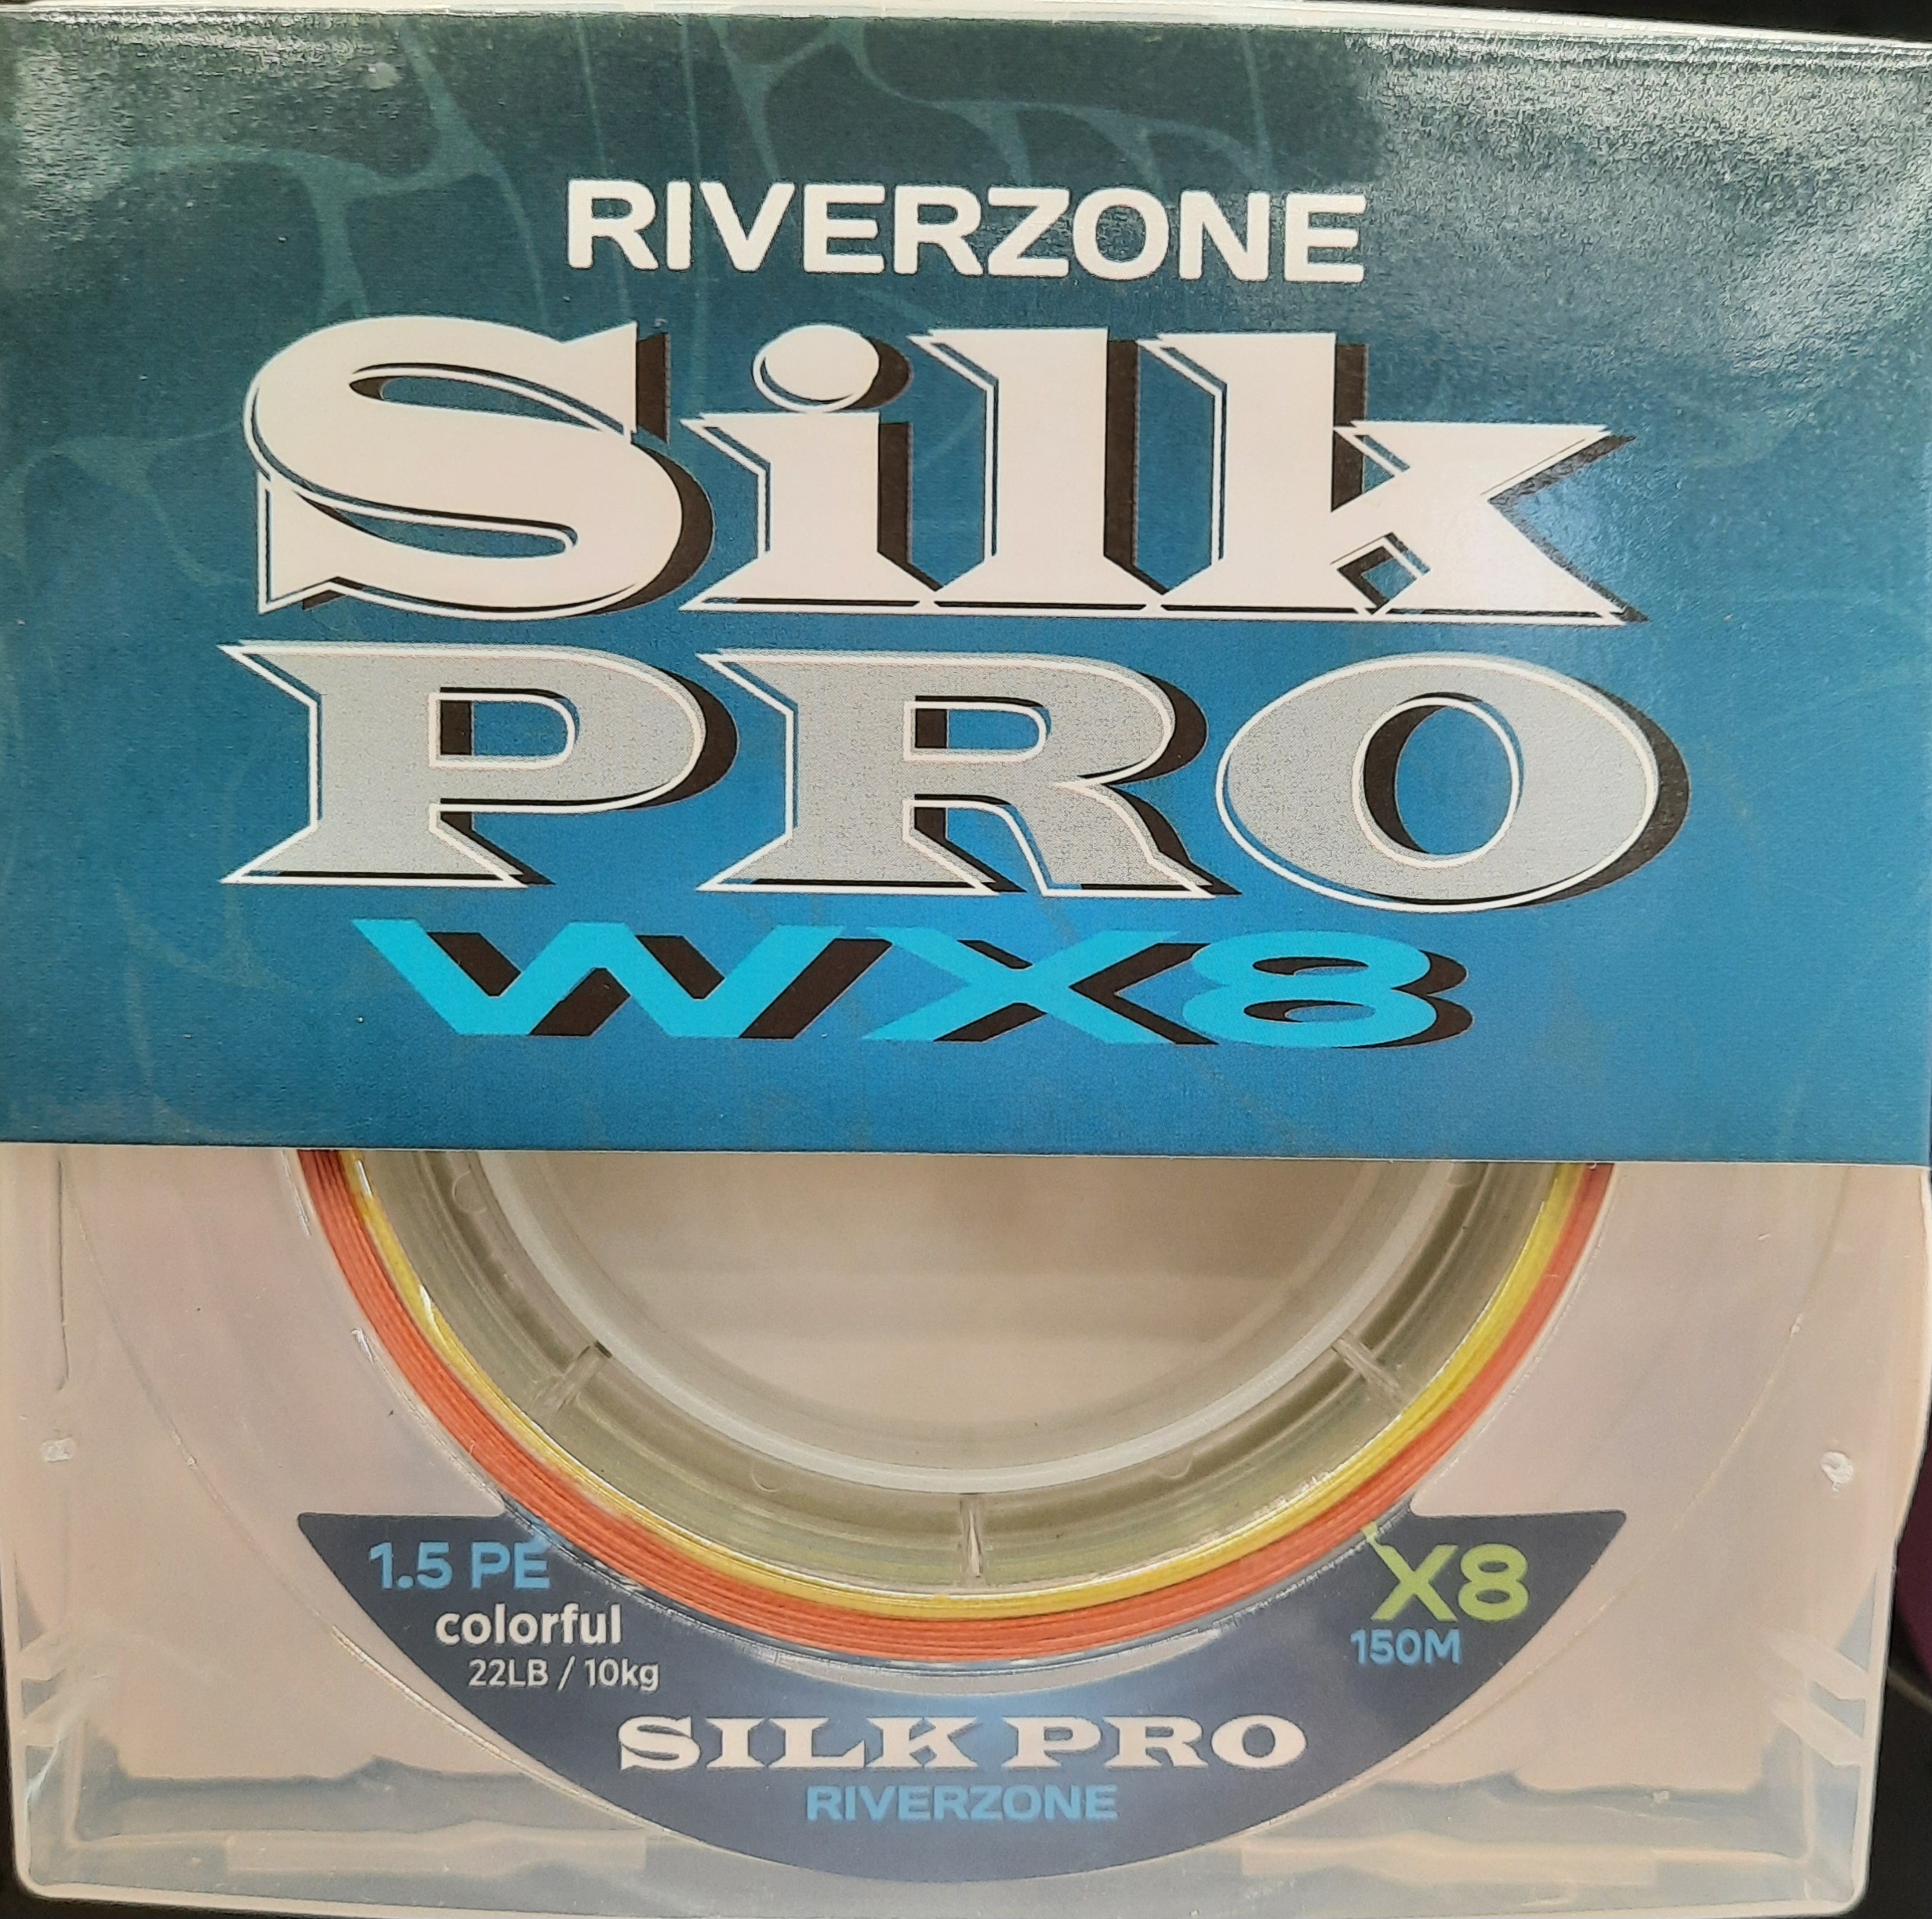 RIVERZONE
Silk
PRO
WX8
1.5 PE
colorful
22LB / 10kg
X8
150M
SILK PRO
RIVERZONE